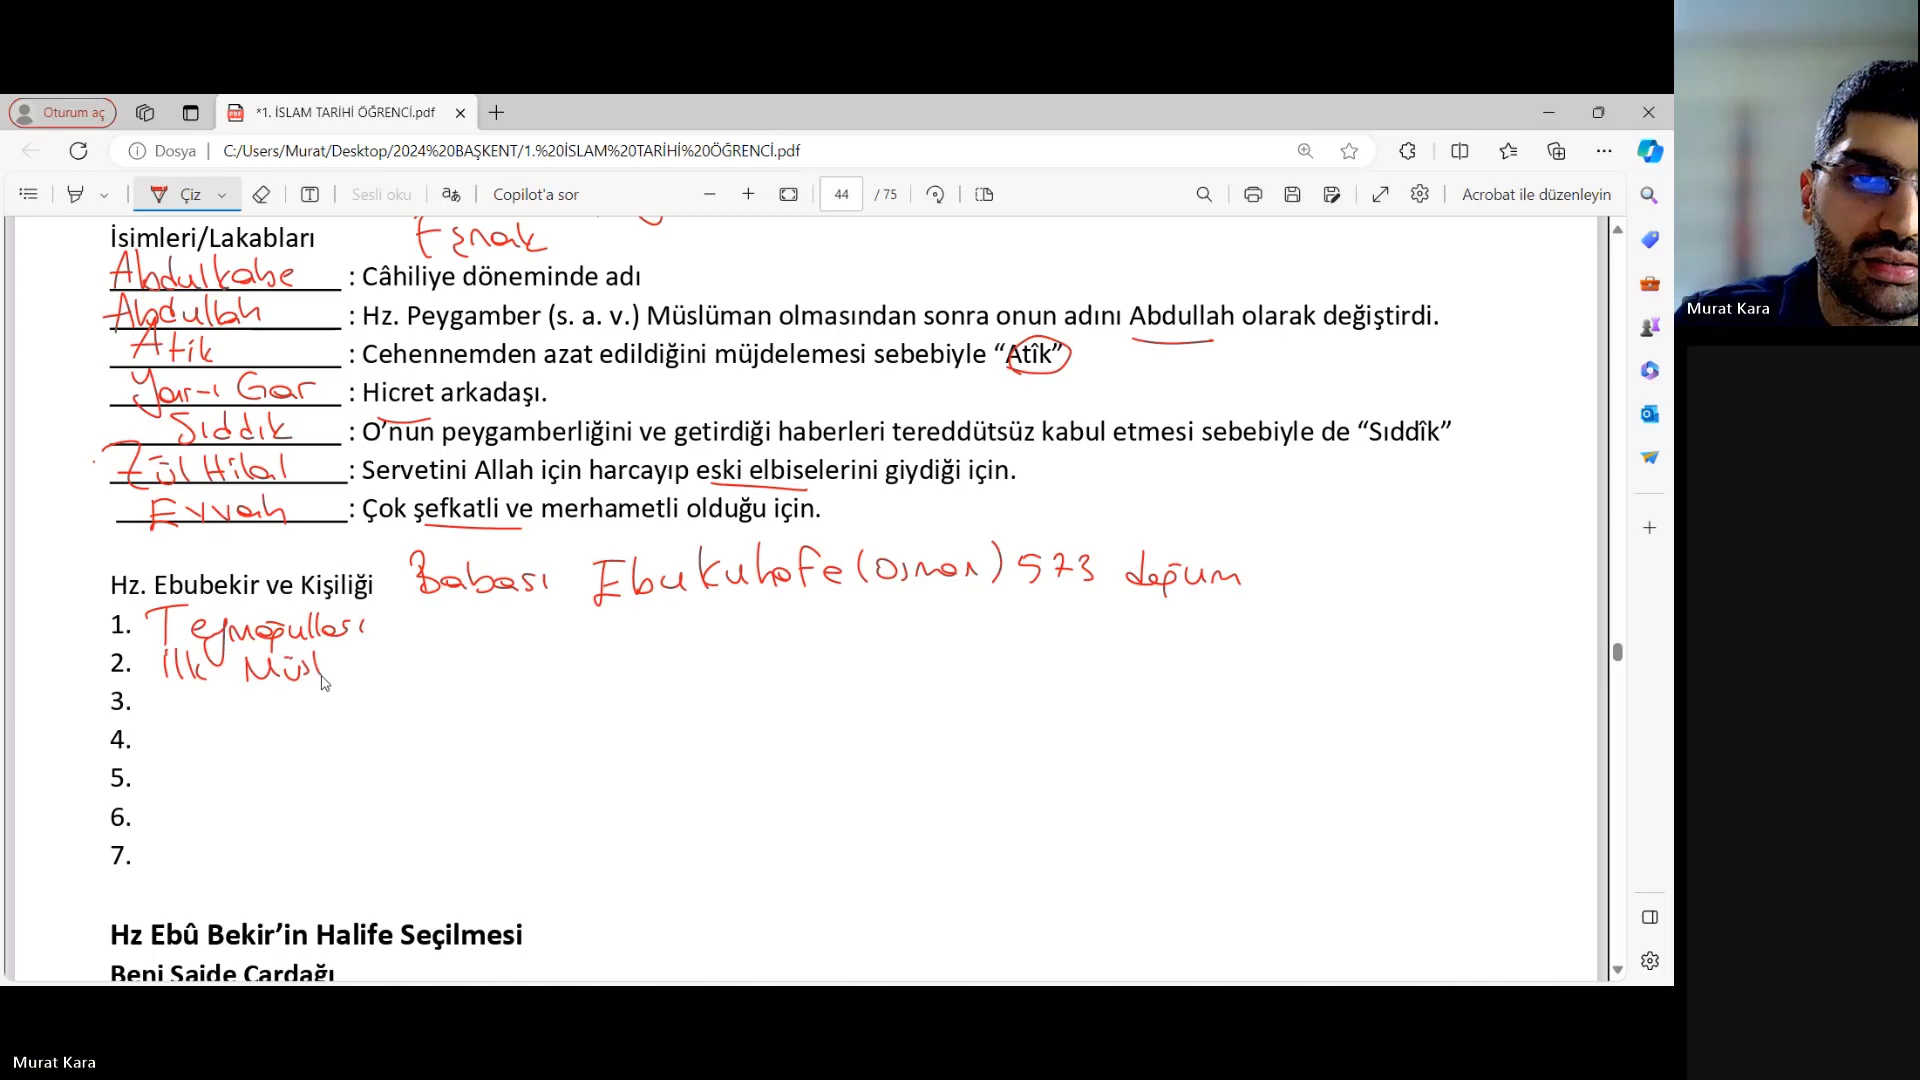 Oturum aç
*1. İSLAM TARİHİ ÖĞRENCİ.pdf
Dosya
C:/Users/Murat/Desktop/2024%20BAŞKENT/1.%20İSLAM%20TARİHİ%20ÖĞRENCİ.pdf
Çiz
Sesli oku
aあ
Copilot'a sor
44 / 75
Acrobat ile düzenleyin
Murat Kara
İsimleri/Lakabları Esnak
Abdulkabe : Câhiliye döneminde adı
Abdullah : Hz. Peygamber (s. a. v.) Müslüman olmasından sonra onun adını Abdullah olarak değiştirdi.
Atik : Cehennemden azat edildiğini müjdelemesi sebebiyle “Atîk”
Yar-ı Gar : Hicret arkadaşı.
Sıddık : O’nun peygamberliğini ve getirdiği haberleri tereddütsüz kabul etmesi sebebiyle de “Sıddîk”
Zül Hilal : Servetini Allah için harcayıp eski elbiselerini giydiği için.
Evvah : Çok şefkatli ve merhametli olduğu için.
Hz. Ebubekir ve Kişiliği Babası Ebukuhafe (Osman) 573 doğum
1. Teymoğulları
2. İlk Müsl
3.
4.
5.
6.
7.
Hz Ebû Bekir’in Halife Seçilmesi
Beni Saide Çardağı
Murat Kara